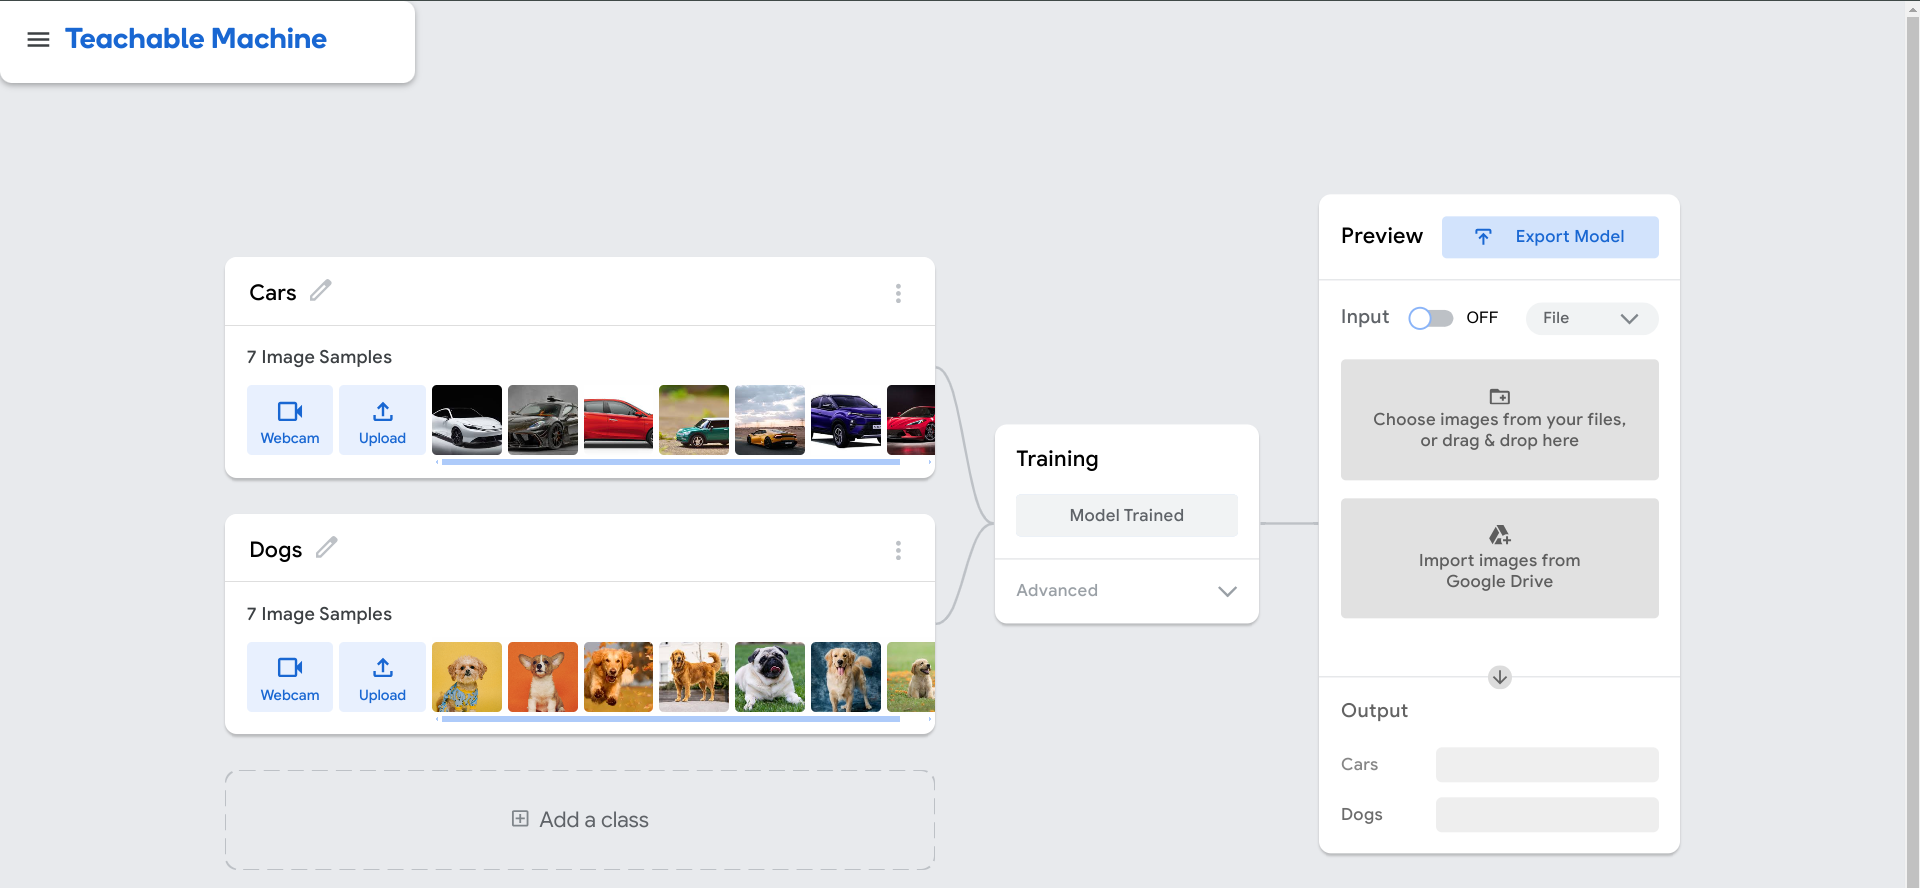 Teachable Machine
Cars
7 Image Samples
Webcam
Upload
Dogs
7 Image Samples
Webcam
Upload
Add a class
Training
Model Trained
Advanced
Preview
Export Model
Input
OFF
File
Choose images from your files,
or drag & drop here
Import images from
Google Drive
Output
Cars
Dogs